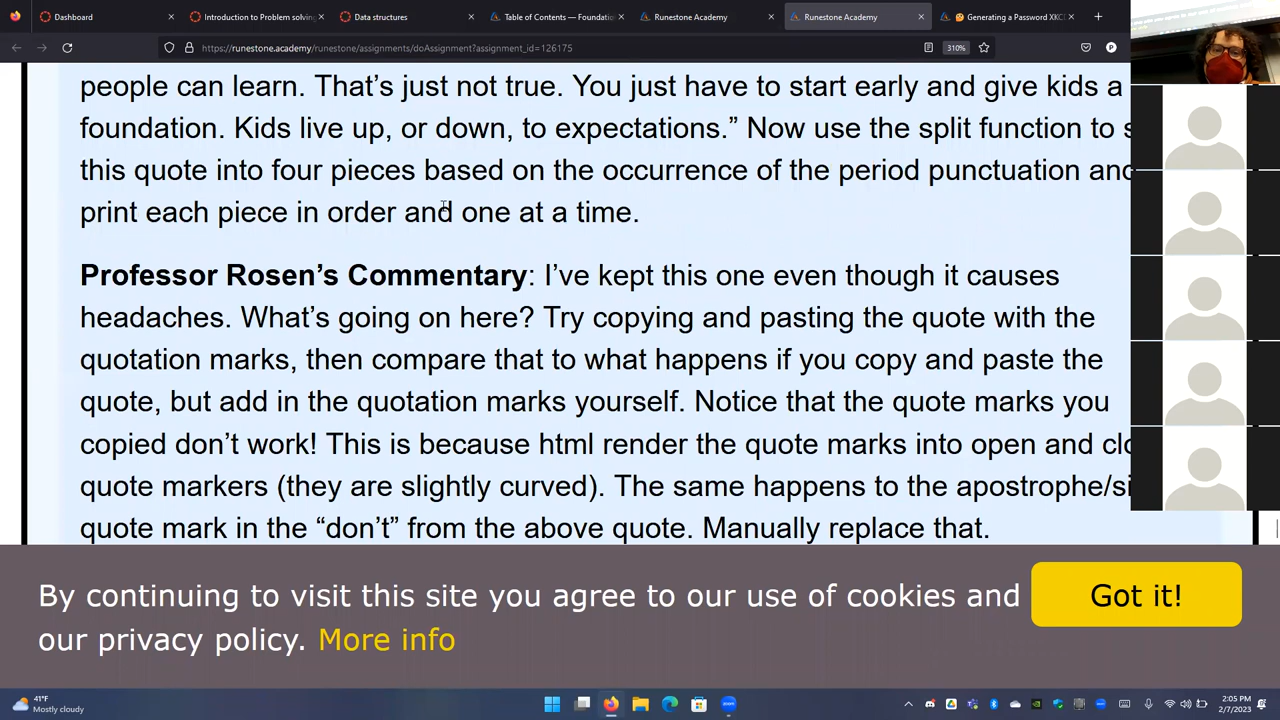 Dashboard
Introduction to Problem solving
Data structures
Table of Contents — Foundatio
Runestone Academy
Runestone Academy
Generating a Password XKC
https://runestone.academy/runestone/assignments/doAssignment?assignment_id=126175
310%
people can learn. That's just not true. You just have to start early and give kids a
foundation. Kids live up, or down, to expectations.” Now use the split function to s
this quote into four pieces based on the occurrence of the period punctuation and
print each piece in order and one at a time.
Professor Rosen’s Commentary: I’ve kept this one even though it causes
headaches. What’s going on here? Try copying and pasting the quote with the
quotation marks, then compare that to what happens if you copy and paste the
quote, but add in the quotation marks yourself. Notice that the quote marks you
copied don’t work! This is because html render the quote marks into open and clo
quote markers (they are slightly curved). The same happens to the apostrophe/si
quote mark in the “don’t” from the above quote. Manually replace that.
By continuing to visit this site you agree to our use of cookies and
our privacy policy. More info
Got it!
41°F
Mostly cloudy
2:05 PM
2/7/2023